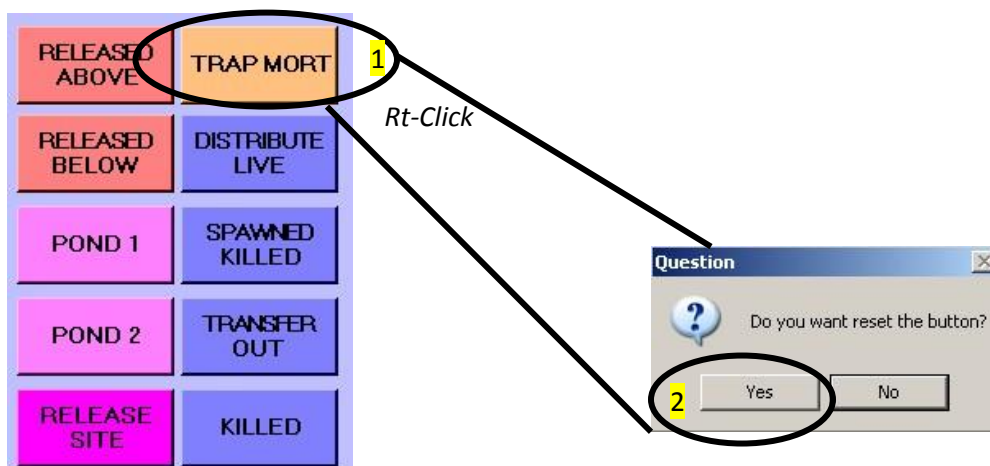 RELEASED
ABOVE
TRAP MORT
1
Rt-Click
RELEASED
BELOW
DISTRIBUTE
LIVE
POND 1
SPAWNED
KILLED
POND 2
TRANSFER
OUT
RELEASE
SITE
KILLED
Question
Do you want reset the button?
2
Yes
No